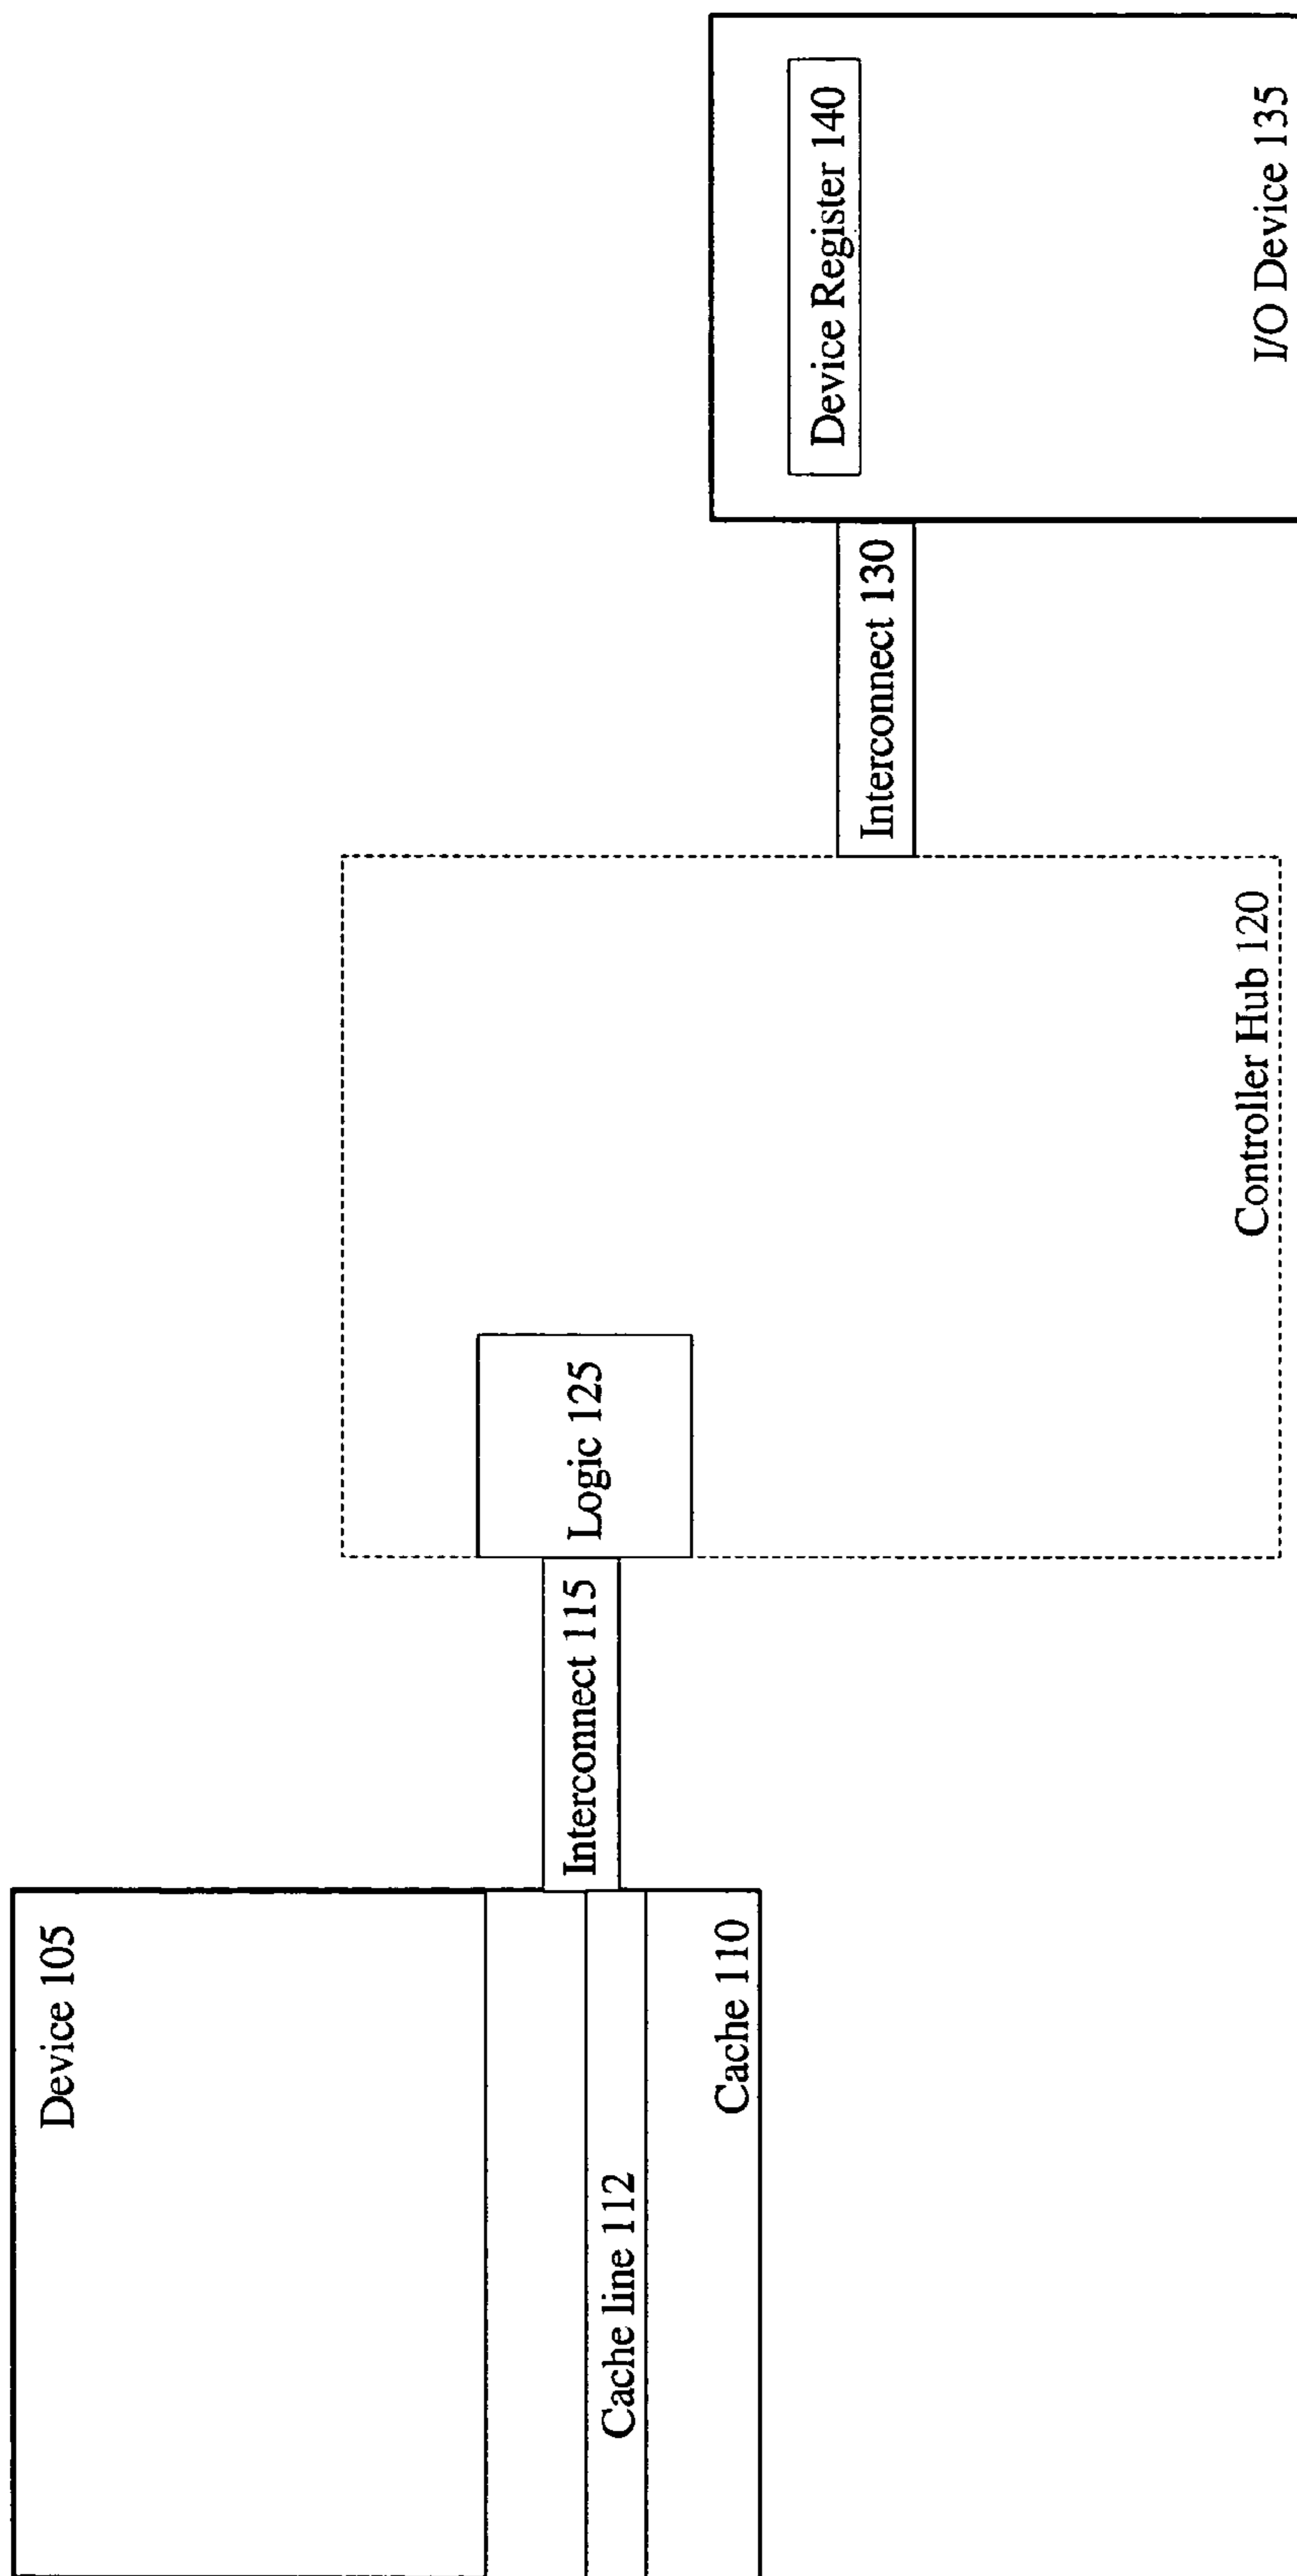 Device 105
Cache line 112
Cache 110
Interconnect 115
Logic 125
Controller Hub 120
Interconnect 130
Device Register 140
I/O Device 135